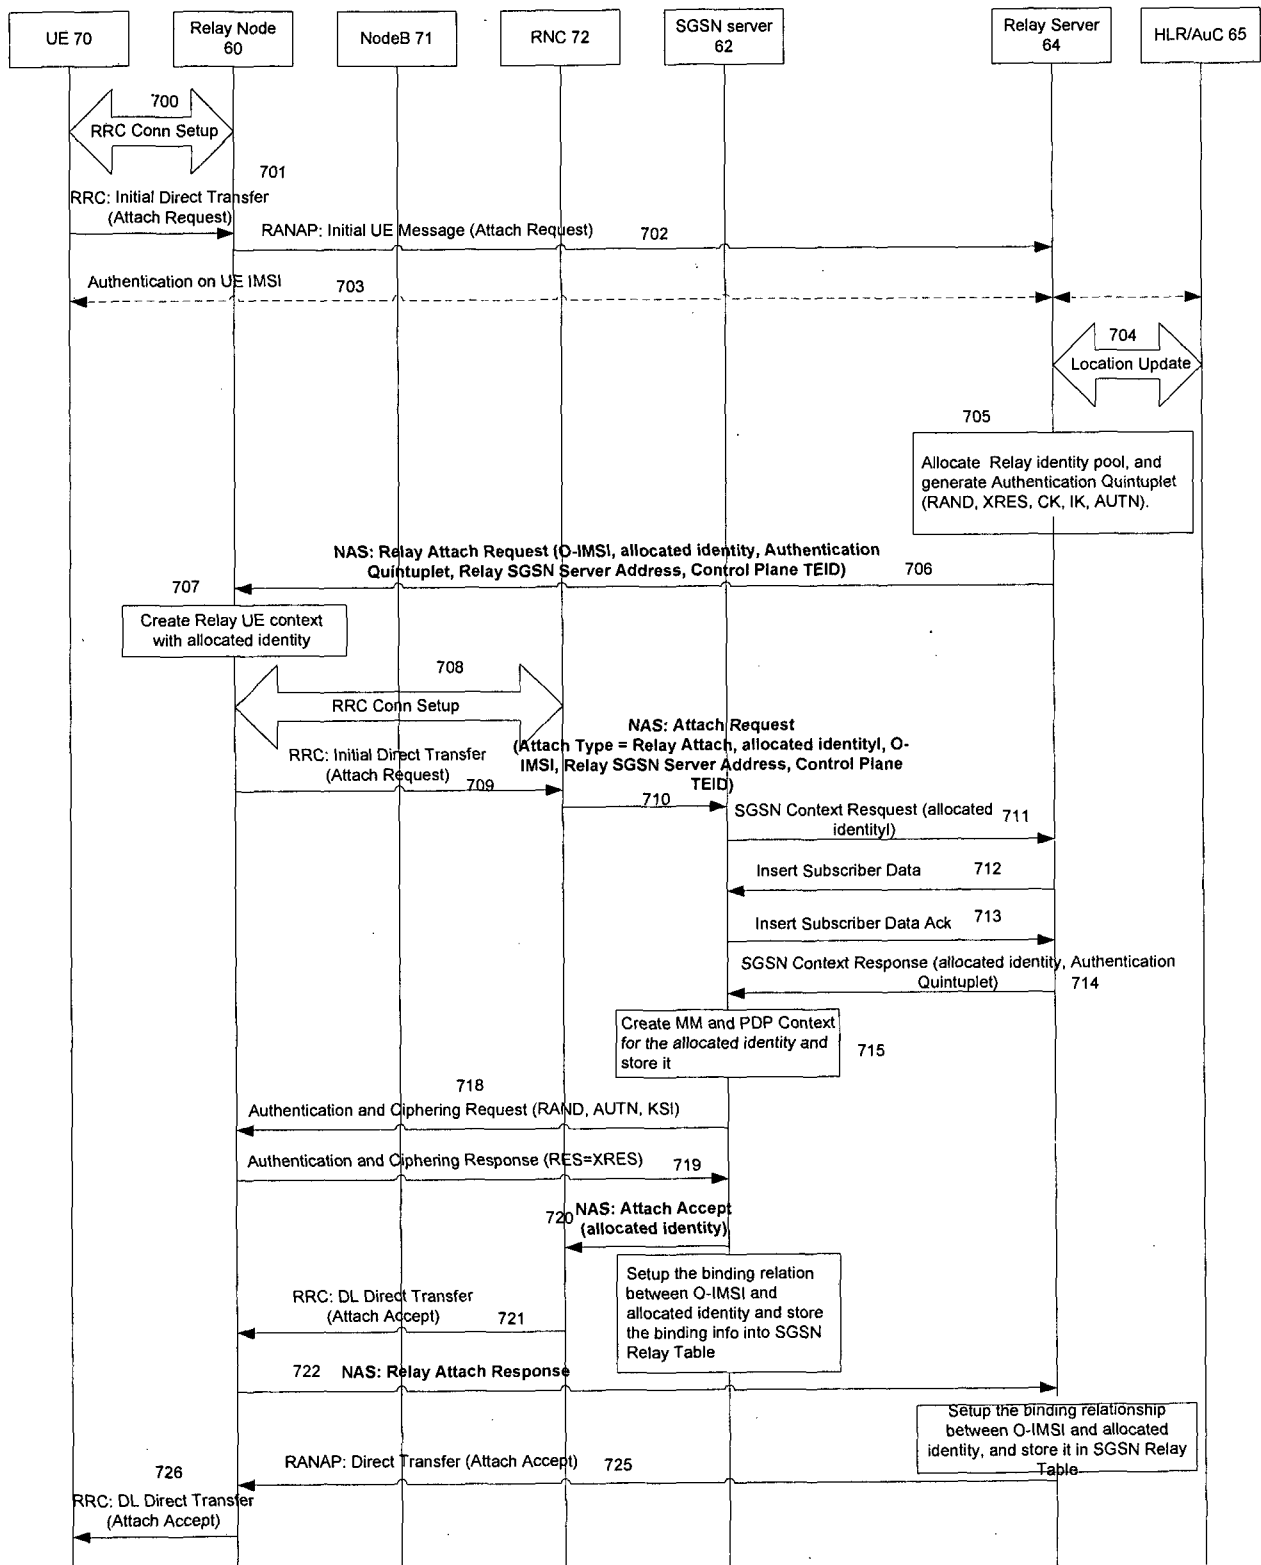 UE 70
Relay Node
60
NodeB 71
RNC 72
SGSN server
62
Relay Server
64
HLR/AuC 65
700
RRC Conn Setup
701
RRC: Initial Direct Transfer
(Attach Request)
RANAP: Initial UE Message (Attach Request)
702
Authentication on UE IMSI
703
704
Location Update
705
Allocate Relay identity pool, and
generate Authentication Quintuplet
(RAND, XRES, CK, IK, AUTN).
NAS: Relay Attach Request (O-IMSI, allocated identity, Authentication
Quintuplet, Relay SGSN Server Address, Control Plane TEID)
706
707
Create Relay UE context
with allocated identity
708
RRC Conn Setup
NAS: Attach Request
(Attach Type = Relay Attach, allocated identityl, O-
IMSI, Relay SGSN Server Address, Control Plane
TEID)
RRC: Initial Direct Transfer
(Attach Request)
709
710
SGSN Context Resquest (allocated
identityl)
711
Insert Subscriber Data
712
Insert Subscriber Data Ack
713
SGSN Context Response (allocated identity, Authentication
Quintuplet)
714
Create MM and PDP Context
for the allocated identity and
store it
715
718
Authentication and Ciphering Request (RAND, AUTN, KSI)
Authentication and Ciphering Response (RES=XRES)
719
720
NAS: Attach Accept
(allocated identity)
Setup the binding relation
between O-IMSI and
allocated identity and store
the binding info into SGSN
Relay Table
RRC: DL Direct Transfer
(Attach Accept)
721
722
NAS: Relay Attach Response
Setup the binding relationship
between O-IMSI and allocated
identity, and store it in SGSN Relay
Table
RANAP: Direct Transfer (Attach Accept)
725
726
RRC: DL Direct Transfer
(Attach Accept)